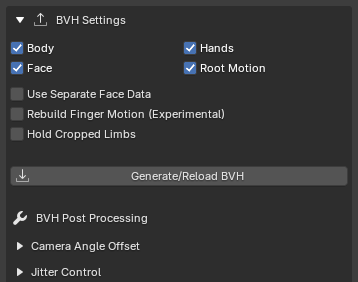 BVH Settings
Body Hands
Face Root Motion
Use Separate Face Data
Rebuild Finger Motion (Experimental)
Hold Cropped Limbs
Generate/Reload BVH
BVH Post Processing
Camera Angle Offset
Jitter Control